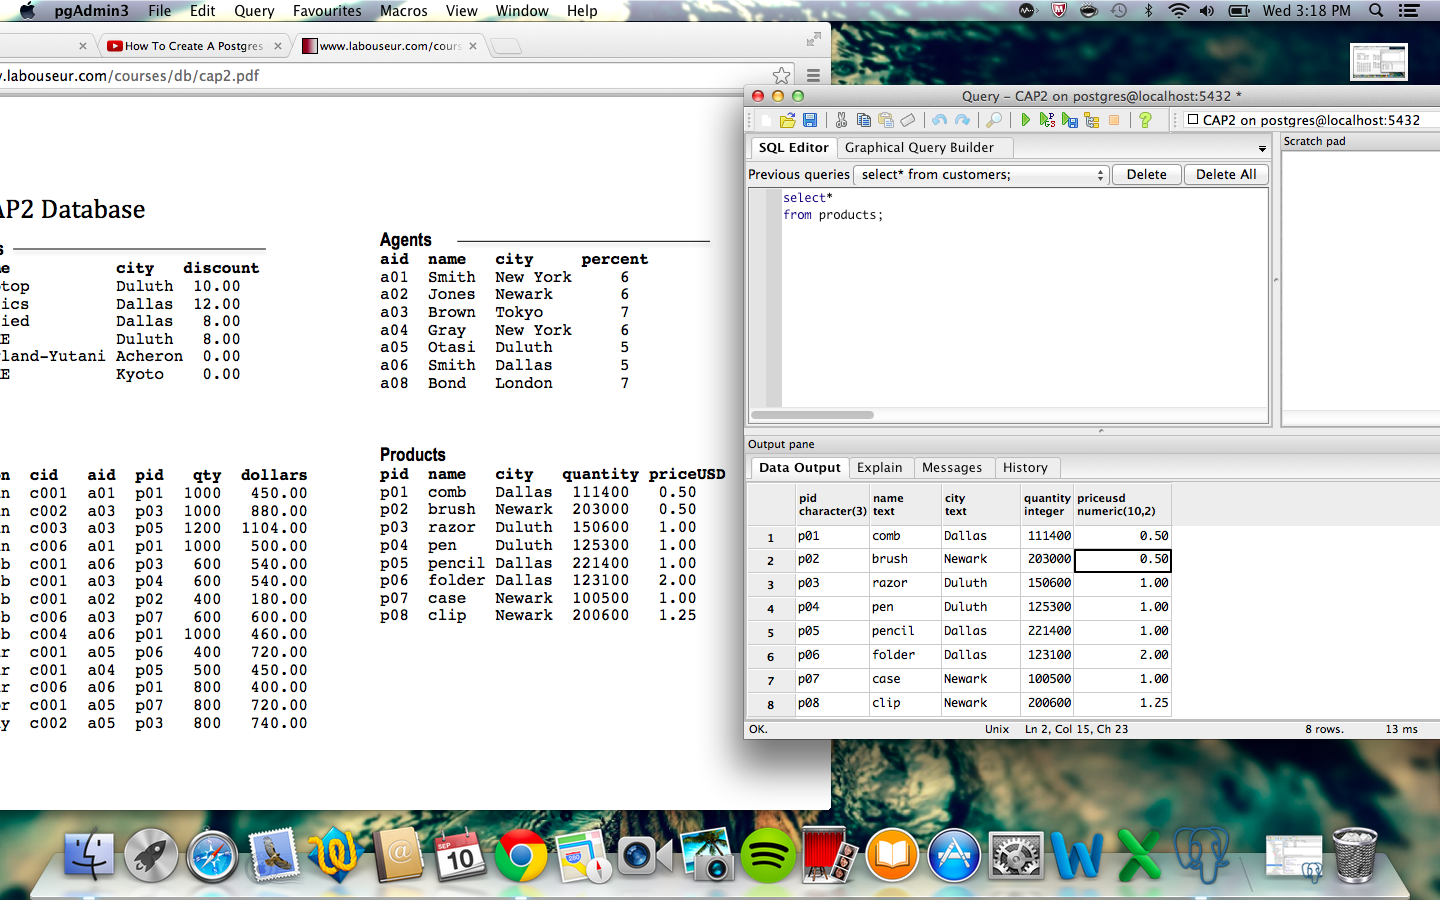 pgAdmin3 File Edit Query Favourites Macros View Window Help Wed 3:18 PM
How To Create A Postgres www.labouseur.com/cours
.labouseur.com/courses/db/cap2.pdf
AP2 Database
s
e city discount
top Duluth 10.00
ics Dallas 12.00
ied Dallas 8.00
E Duluth 8.00
land-Yutani Acheron 0.00
E Kyoto 0.00
Agents
aid name city percent
a01 Smith New York 6
a02 Jones Newark 6
a03 Brown Tokyo 7
a04 Gray New York 6
a05 Otasi Duluth 5
a06 Smith Dallas 5
a08 Bond London 7
n cid aid pid qty dollars
n c001 a01 p01 1000 450.00
n c002 a03 p03 1000 880.00
n c003 a03 p05 1200 1104.00
n c006 a01 p01 1000 500.00
b c001 a06 p03 600 540.00
b c001 a03 p04 600 540.00
b c001 a02 p02 400 180.00
b c006 a03 p07 600 600.00
b c004 a06 p01 1000 460.00
r c001 a05 p06 400 720.00
r c001 a04 p05 500 450.00
r c006 a06 p01 800 400.00
r c001 a05 p07 800 720.00
y c002 a05 p03 800 740.00
Products
pid name city quantity priceUSD
p01 comb Dallas 111400 0.50
p02 brush Newark 203000 0.50
p03 razor Duluth 150600 1.00
p04 pen Duluth 125300 1.00
p05 pencil Dallas 221400 1.00
p06 folder Dallas 123100 2.00
p07 case Newark 100500 1.00
p08 clip Newark 200600 1.25
Query – CAP2 on postgres@localhost:5432 *
CAP2 on postgres@localhost:5432
SQL Editor Graphical Query Builder
Scratch pad
Previous queries select* from customers; Delete Delete All
select*
from products;
Output pane
Data Output Explain Messages History
pid name city quantity priceusd
character(3) text text integer numeric(10,2)
1 p01 comb Dallas 111400 0.50
2 p02 brush Newark 203000 0.50
3 p03 razor Duluth 150600 1.00
4 p04 pen Duluth 125300 1.00
5 p05 pencil Dallas 221400 1.00
6 p06 folder Dallas 123100 2.00
7 p07 case Newark 100500 1.00
8 p08 clip Newark 200600 1.25
OK. Unix Ln 2, Col 15, Ch 23 8 rows. 13 ms
SEP
10
280